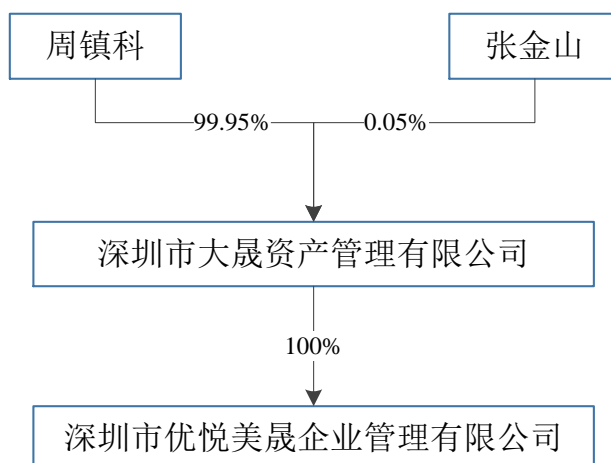 周镇科
张金山
99.95%
0.05%
深圳市大晟资产管理有限公司
100%
深圳市优悦美晟企业管理有限公司